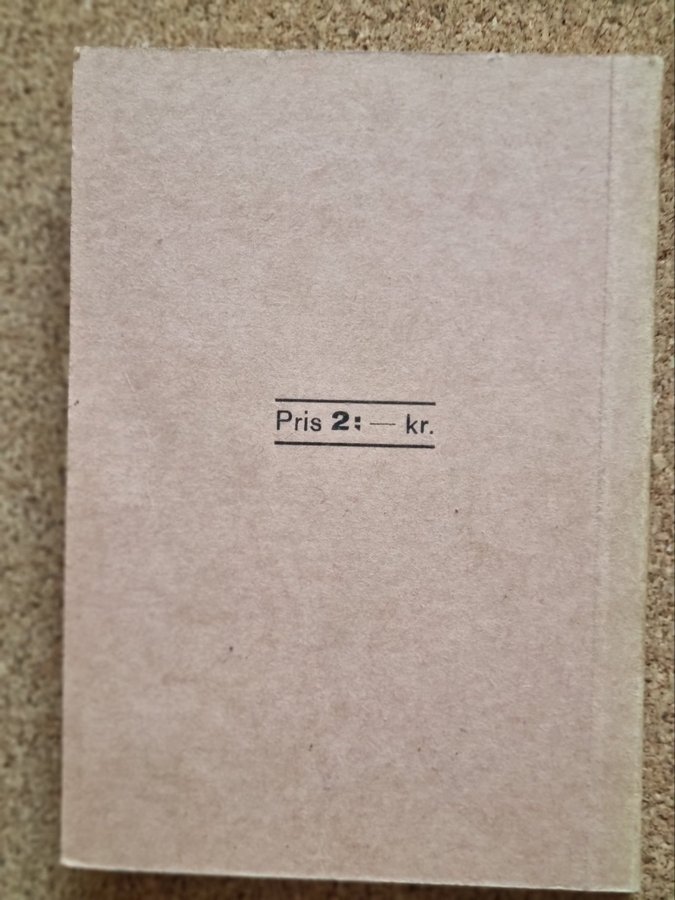 Pris 2: — kr.